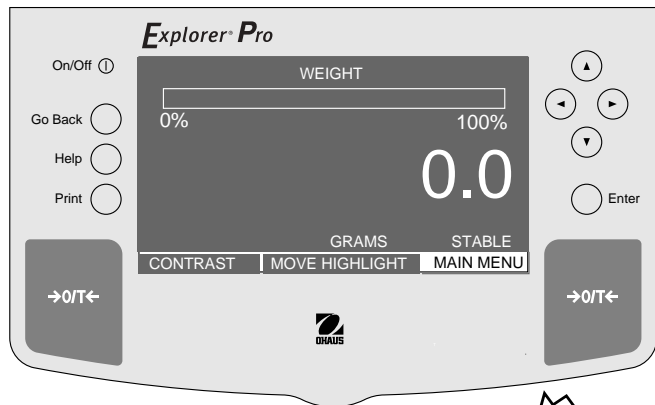 Explorer® Pro
On/Off
Go Back
Help
Print
WEIGHT
0% 100%
0.0
GRAMS STABLE
CONTRAST MOVE HIGHLIGHT MAIN MENU
Enter
→0/T← →0/T←
OHAUS